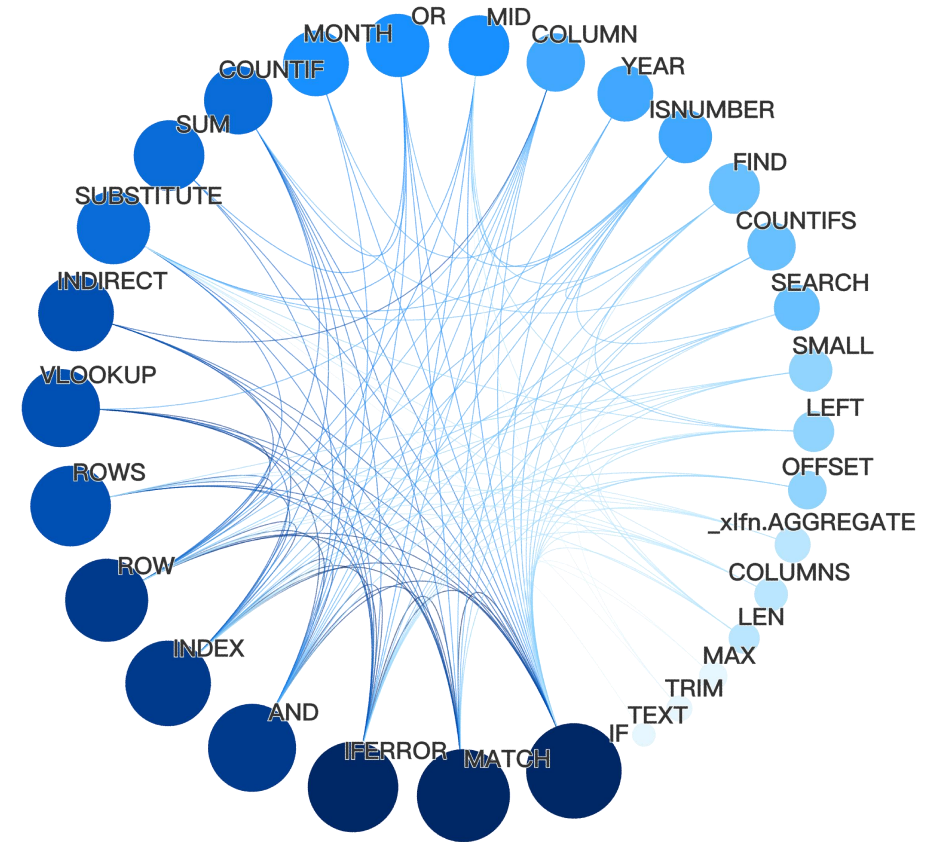 OR
MID
MONTH
COLUMN
COUNTIF
YEAR
ISNUMBER
SUM
FIND
SUBSTITUTE
COUNTIFS
INDIRECT
SEARCH
SMALL
VLOOKUP
LEFT
ROWS
OFFSET
_xlfn.AGGREGATE
ROW
COLUMNS
LEN
INDEX
MAX
TRIM
AND
TEXT
IF
IFERROR
MATCH